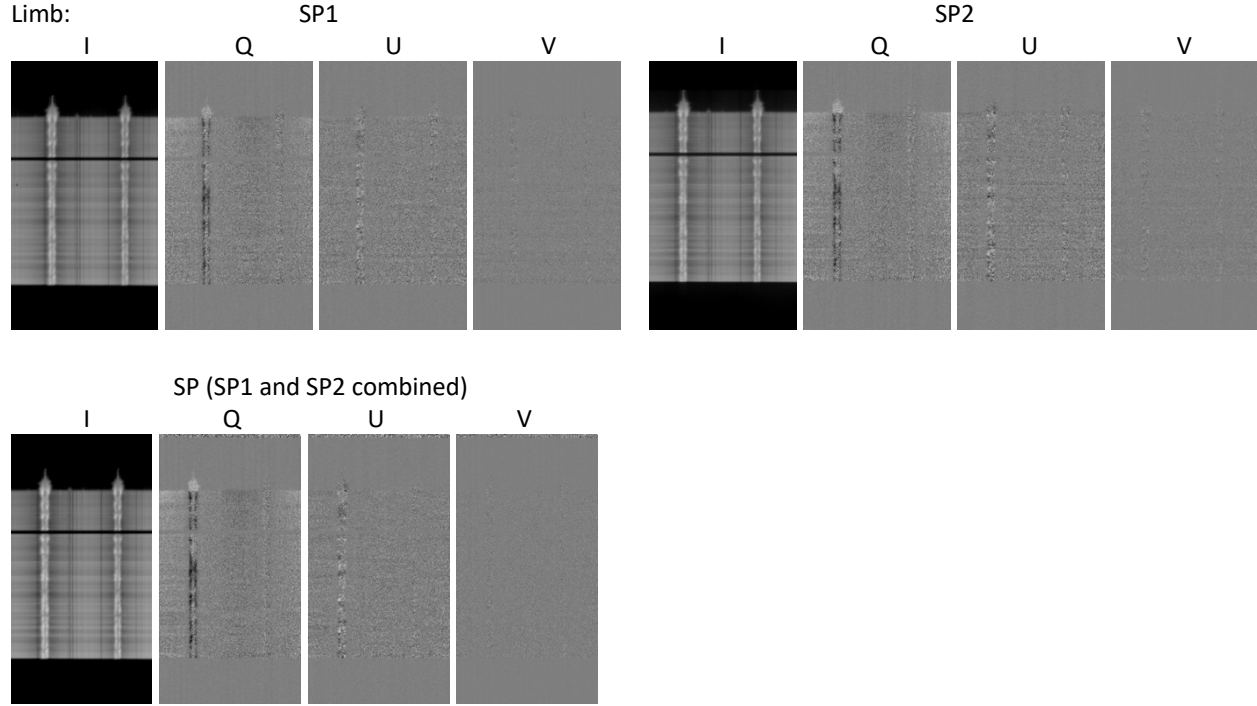 Limb: SP1 SP2
I Q U V I Q U V
SP (SP1 and SP2 combined)
I Q U V